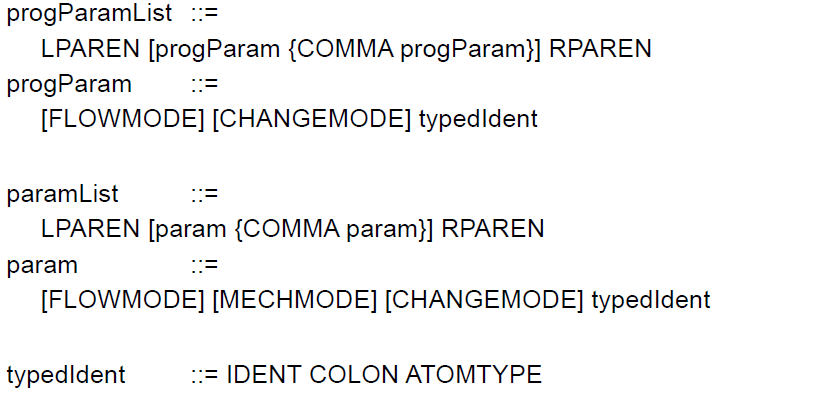 progParamList ::=
LPAREN [progParam {COMMA progParam}] RPAREN
progParam ::=
[FLOWMODE] [CHANGEMODE] typedIdent
paramList ::=
LPAREN [param {COMMA param}] RPAREN
param ::=
[FLOWMODE] [MECHMODE] [CHANGEMODE] typedIdent
typedIdent ::= IDENT COLON ATOMTYPE